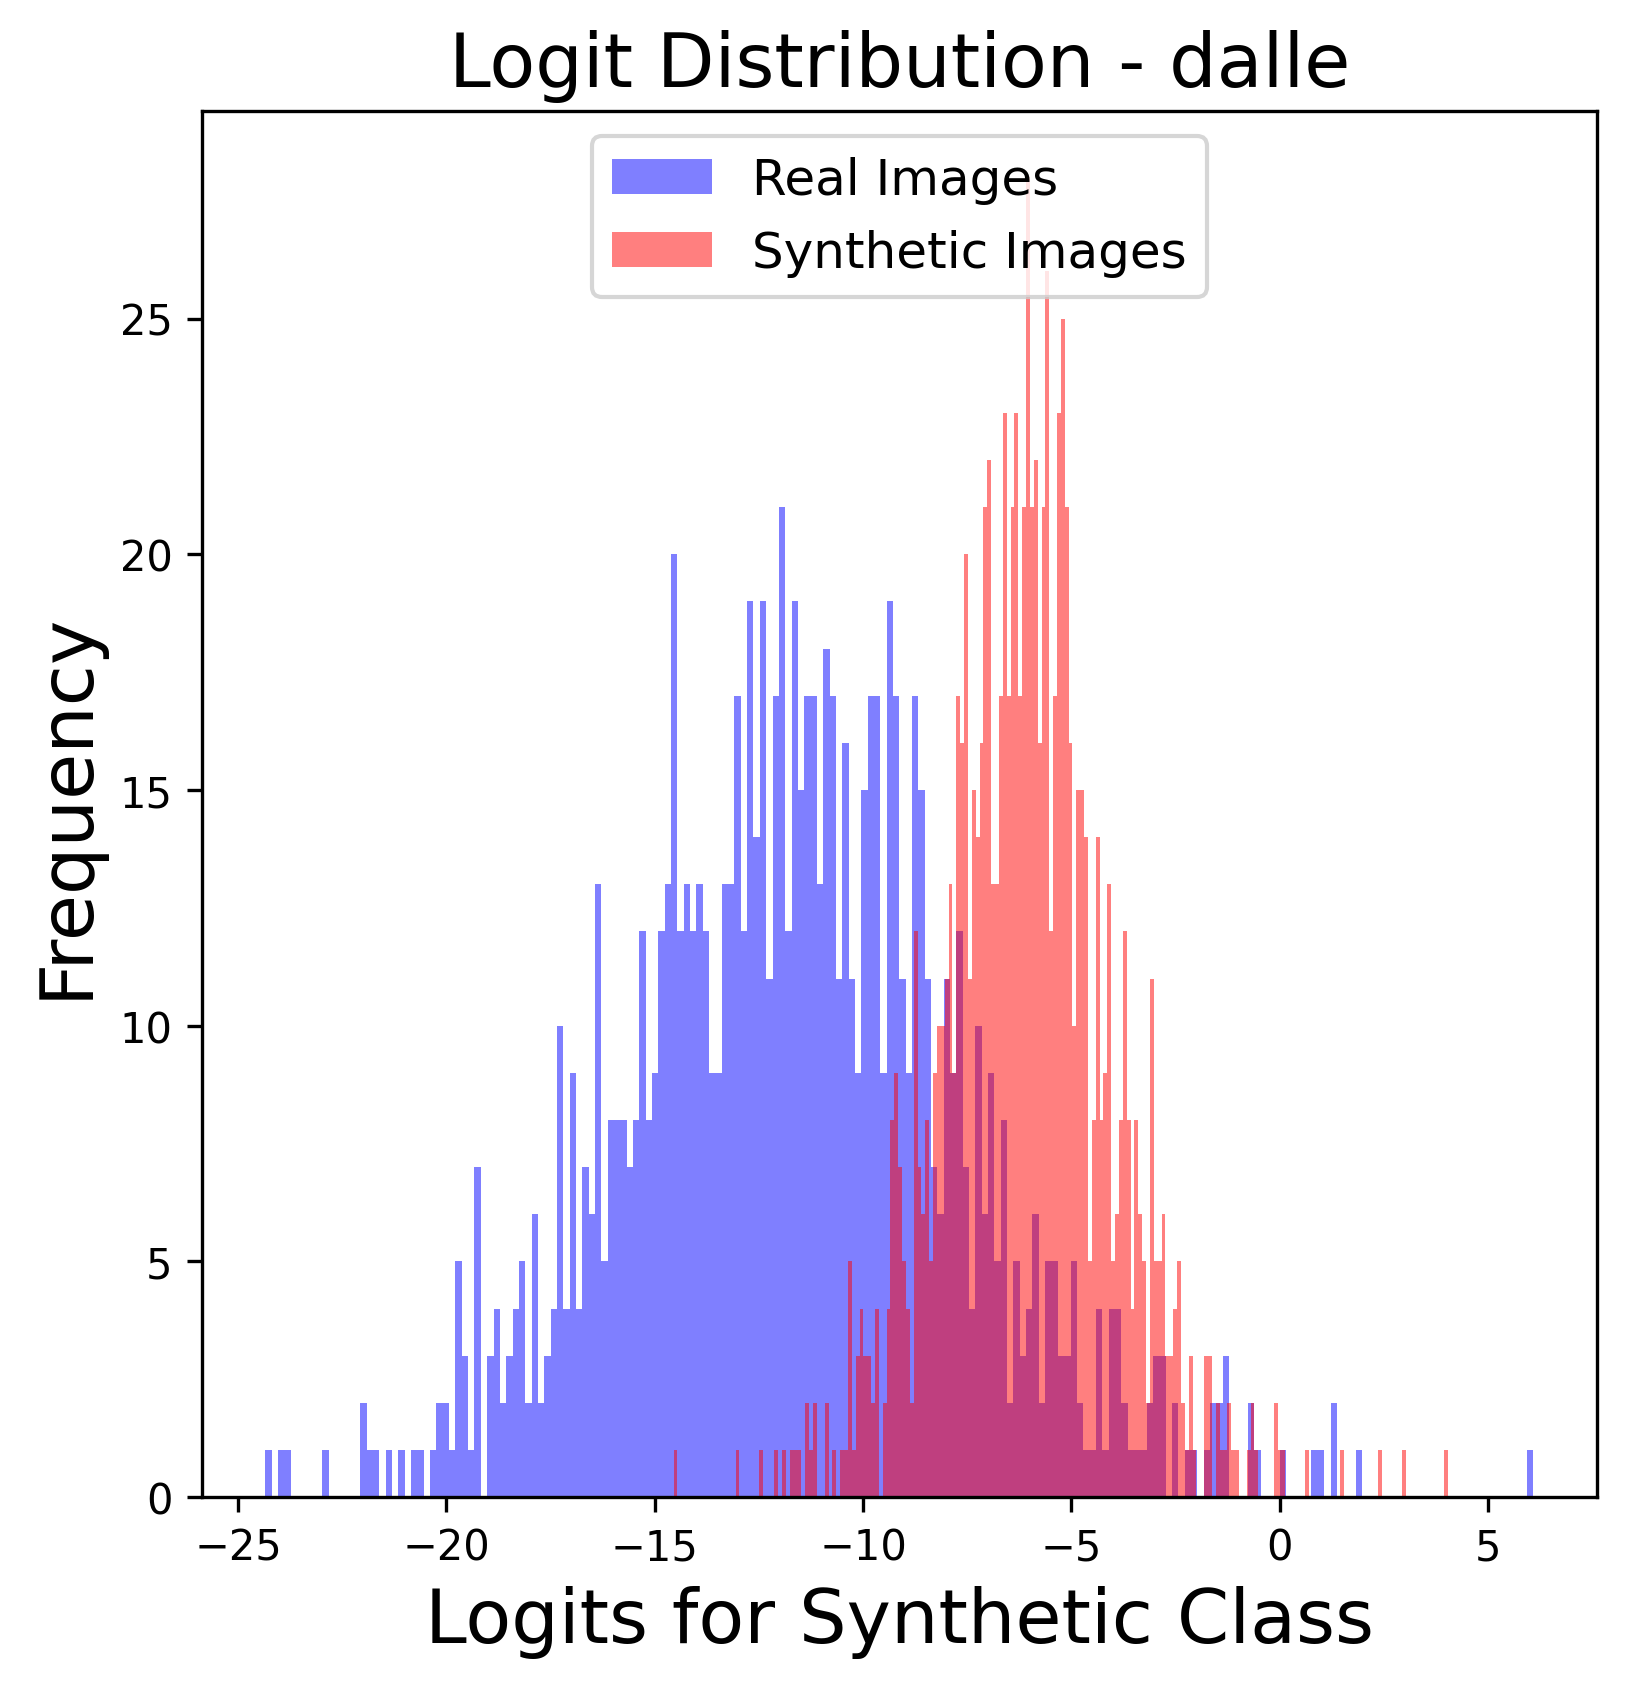 Logit Distribution - dalle
Real Images
Synthetic Images
Frequency
25
20
15
10
5
0
−25 −20 −15 −10 −5 0 5
Logits for Synthetic Class